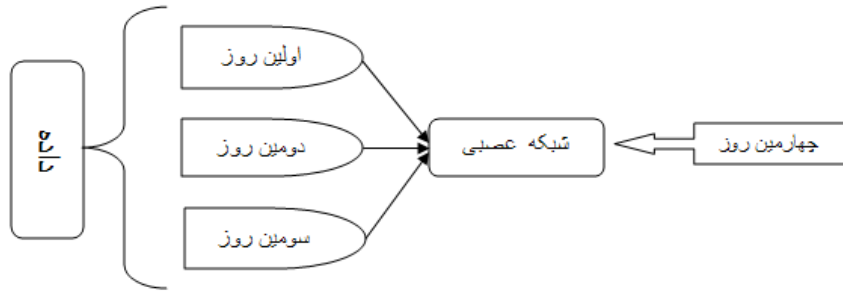 داده
اولین روز
دومین روز
سومین روز
شبکه عصبی
چهارمین روز